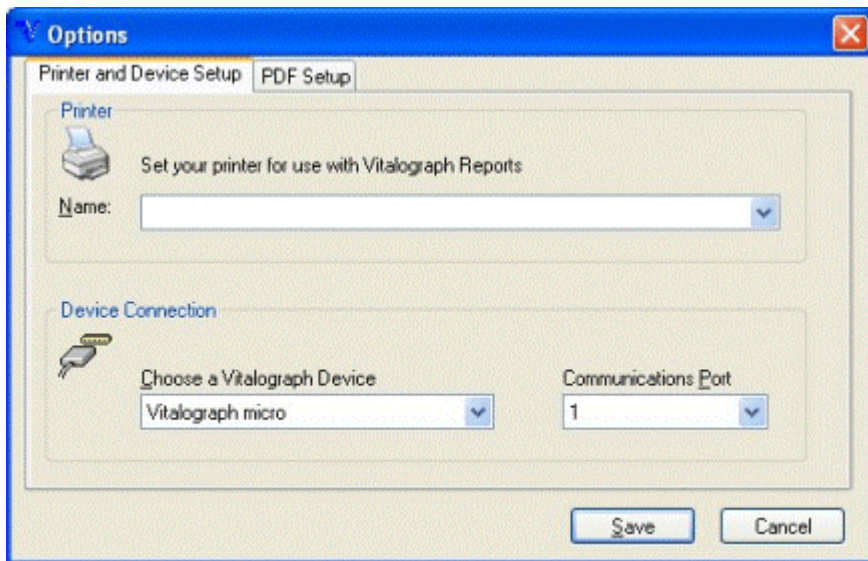 Options
Printer and Device Setup PDF Setup
Printer
Set your printer for use with Vitalograph Reports
Name:
Device Connection
Choose a Vitalograph Device Communications Port
Vitalograph micro 1
Save Cancel